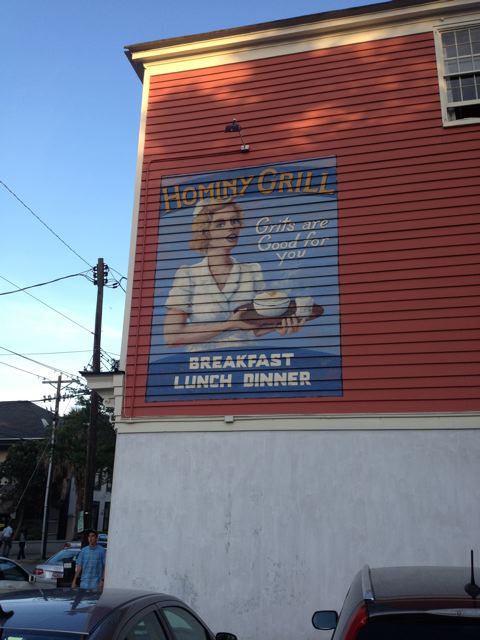 HOMINY GRILL
Grits are
Good for
you
BREAKFAST
LUNCH DINNER